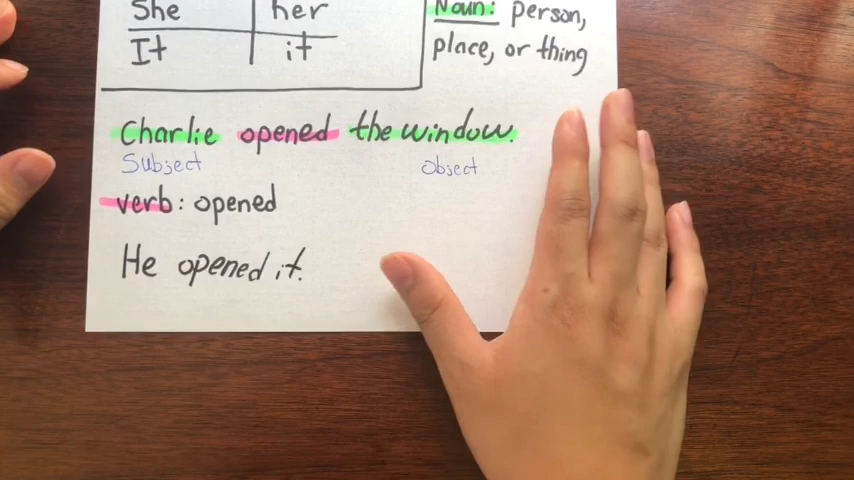 She her
It it
Noun: person,
place, or thing
Charlie opened the window.
Subject object
verb: opened
He opened it.